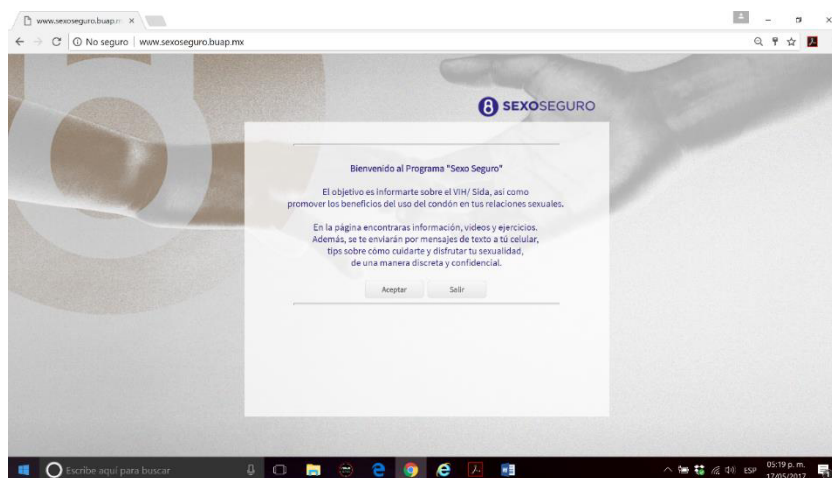 www.sexoseguro.buap.m
No seguro | www.sexoseguro.buap.mx
SEXOSEGURO
Bienvenido al Programa "Sexo Seguro"
El objetivo es informarte sobre el VIH/ Sida, así como
promover los beneficios del uso del condón en tus relaciones sexuales.
En la página encontraras información, videos y ejercicios.
Además, se te enviarán por mensajes de texto a tú celular,
tips sobre cómo cuidarte y disfrutar tu sexualidad,
de una manera discreta y confidencial.
Aceptar Salir
Escribe aquí para buscar
ESP
05:19 p. m.
17/05/2017